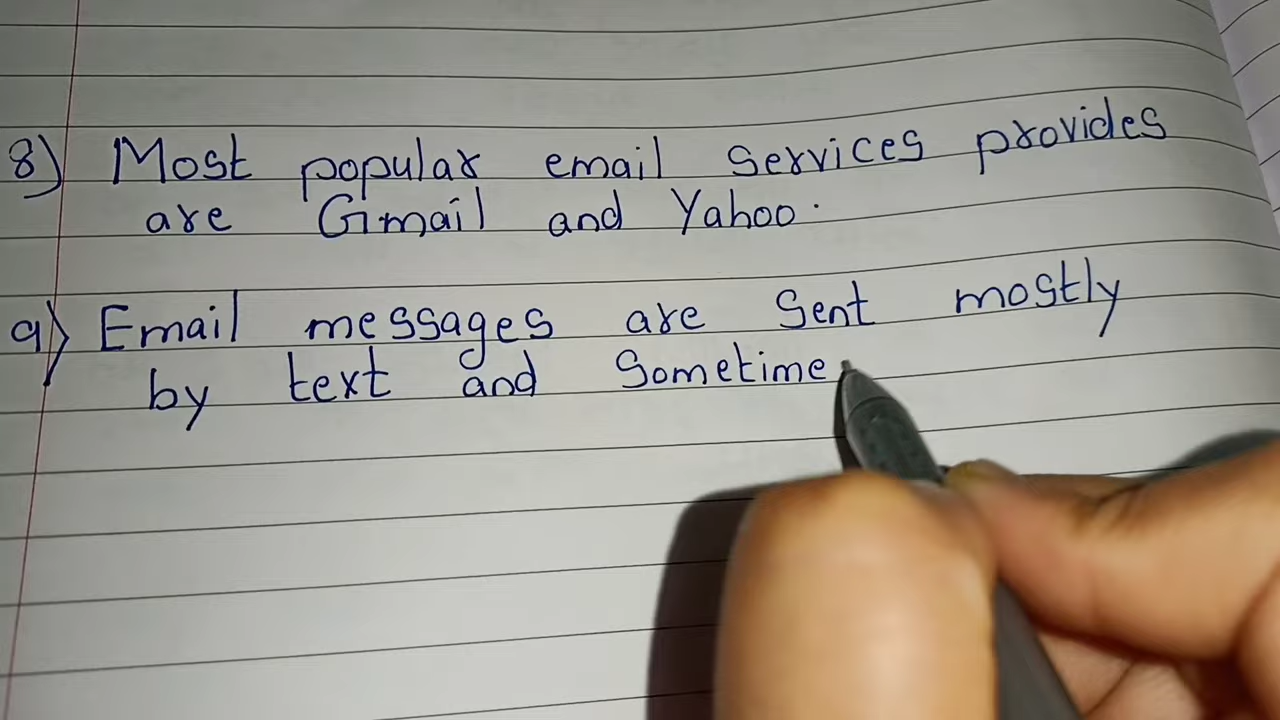 8) Most popular email services provides
are Gmail and Yahoo.
9) Email messages are sent mostly
by text and Sometime